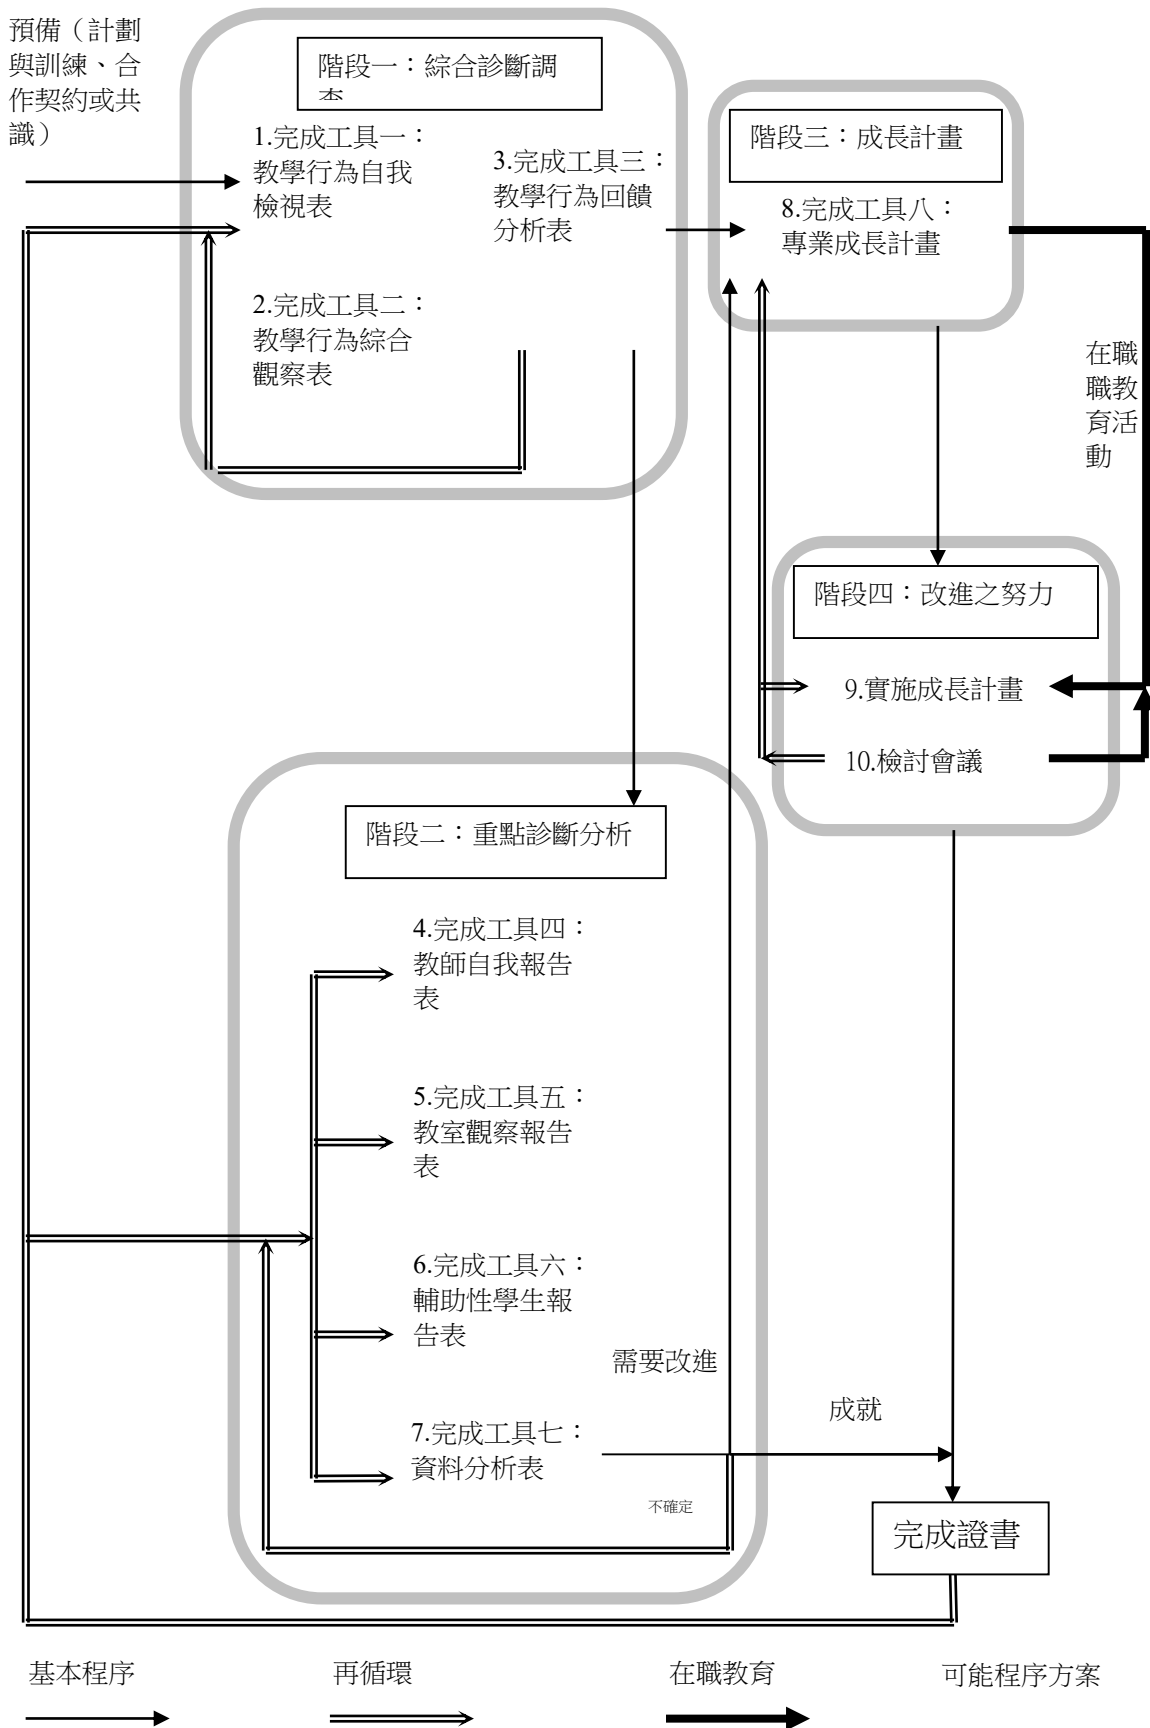 預備（計劃
與訓練、合
作契約或共
識）
階段一：綜合診斷調
查
1.完成工具一：
教學行為自我
檢視表
2.完成工具二：
教學行為綜合
觀察表
3.完成工具三：
教學行為回饋
分析表
階段三：成長計畫
8.完成工具八：
專業成長計畫
在職
職教
育活
動
階段四：改進之努力
9.實施成長計畫
10.檢討會議
階段二：重點診斷分析
4.完成工具四：
教師自我報告
表
5.完成工具五：
教室觀察報告
表
6.完成工具六：
輔助性學生報
告表
需要改進
7.完成工具七：
資料分析表
成就
不確定
完成證書
基本程序
再循環
在職教育
可能程序方案